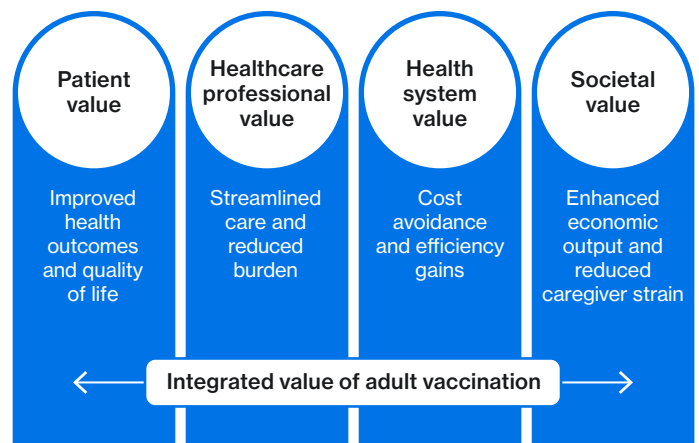 Patient
value
Improved
health
outcomes
and quality
of life
Healthcare
professional
value
Streamlined
care and
reduced
burden
Health
system
value
Cost
avoidance
and efficiency
gains
Societal
value
Enhanced
economic
output and
reduced
caregiver strain
Integrated value of adult vaccination